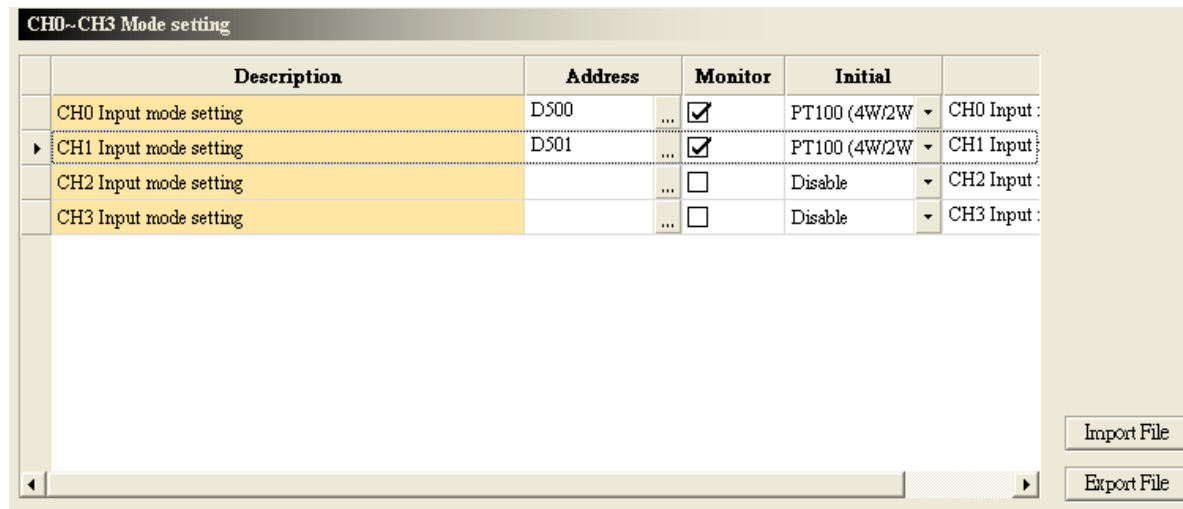 CH0~CH3 Mode setting
Description Address Monitor Initial
CH0 Input mode setting D500 ... PT100 (4W/2W CH0 Input :
CH1 Input mode setting D501 ... PT100 (4W/2W CH1 Input :
CH2 Input mode setting ... Disable CH2 Input :
CH3 Input mode setting ... Disable CH3 Input :
Import File
Export File